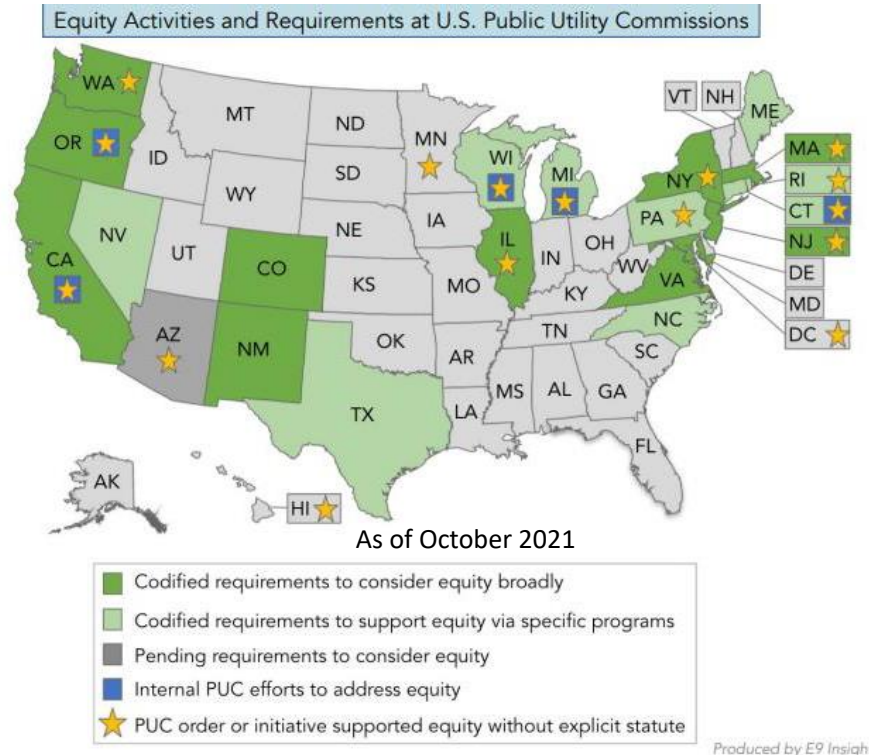 Equity Activities and Requirements at U.S. Public Utility Commissions
WA
MT
ND
MN
VT
NH
ME
OR
ID
SD
WI
MI
MA
WY
NY
RI
NV
NE
IA
PA
CT
CA
UT
CO
IL
IN
OH
NJ
KS
MO
WV
VA
DE
KY
MD
AZ
NM
OK
TN
NC
DC
AR
SC
TX
MS
AL
GA
LA
FL
AK
HI
As of October 2021
Codified requirements to consider equity broadly
Codified requirements to support equity via specific programs
Pending requirements to consider equity
Internal PUC efforts to address equity
PUC order or initiative supported equity without explicit statute
Produced by E9 Insigh